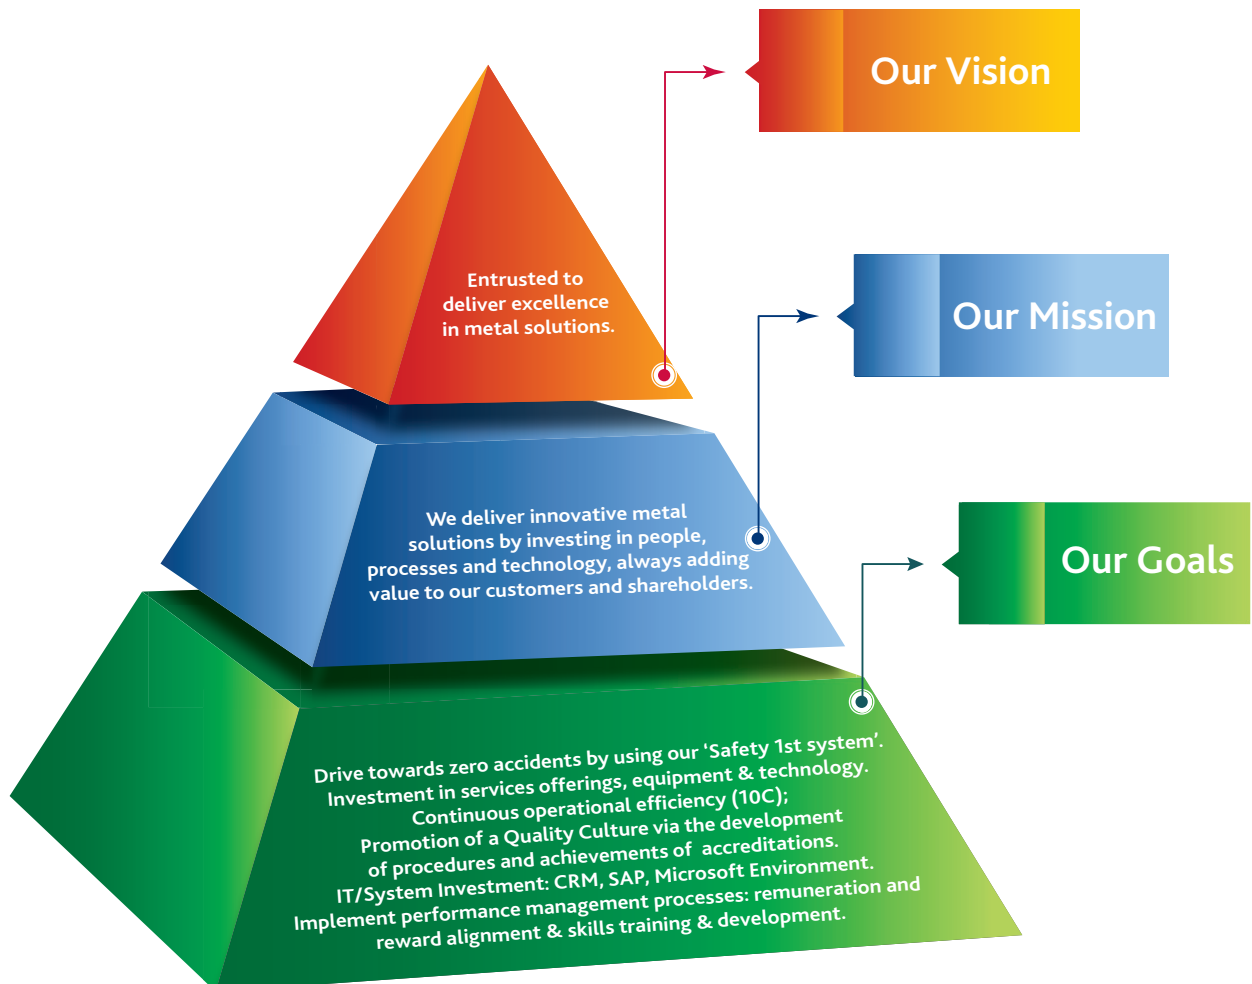 Our Vision
Entrusted to
deliver excellence
in metal solutions.
Our Mission
We deliver innovative metal
solutions by investing in people,
processes and technology, always adding
value to our customers and shareholders.
Our Goals
Drive towards zero accidents by using our ‘Safety 1st system’.
Investment in services offerings, equipment & technology.
Continuous operational efficiency (10C);
Promotion of a Quality Culture via the development
of procedures and achievements of accreditations.
IT/System Investment: CRM, SAP, Microsoft Environment.
Implement performance management processes: remuneration and
reward alignment & skills training & development.